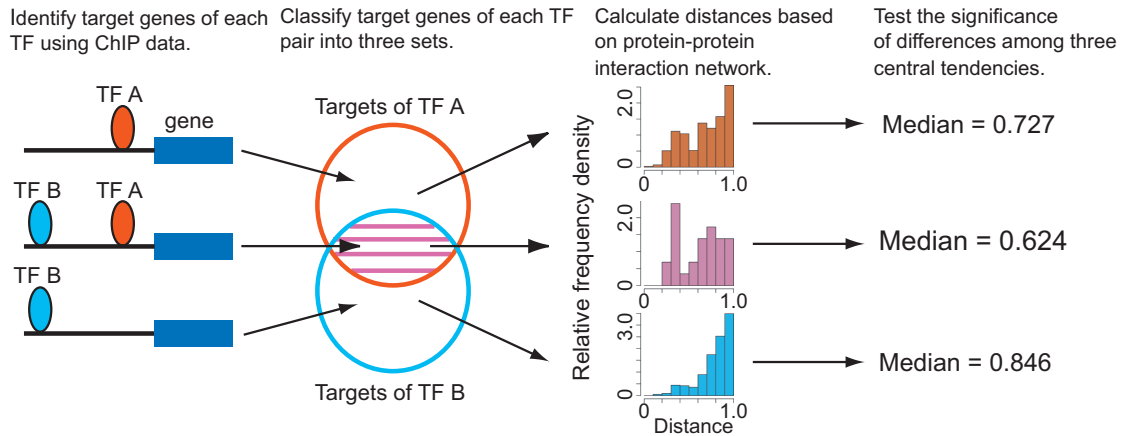 Identify target genes of each
TF using ChIP data.
Classify target genes of each TF
pair into three sets.
Calculate distances based
on protein-protein
interaction network.
Test the significance
of differences among three
central tendencies.
TF A
gene
TF B
TF A
TF B
Targets of TF A
Targets of TF B
Relative frequency density
2.0
0
0
1.0
2.0
0
3.0
0
0
1.0
Distance
Median = 0.727
Median = 0.624
Median = 0.846